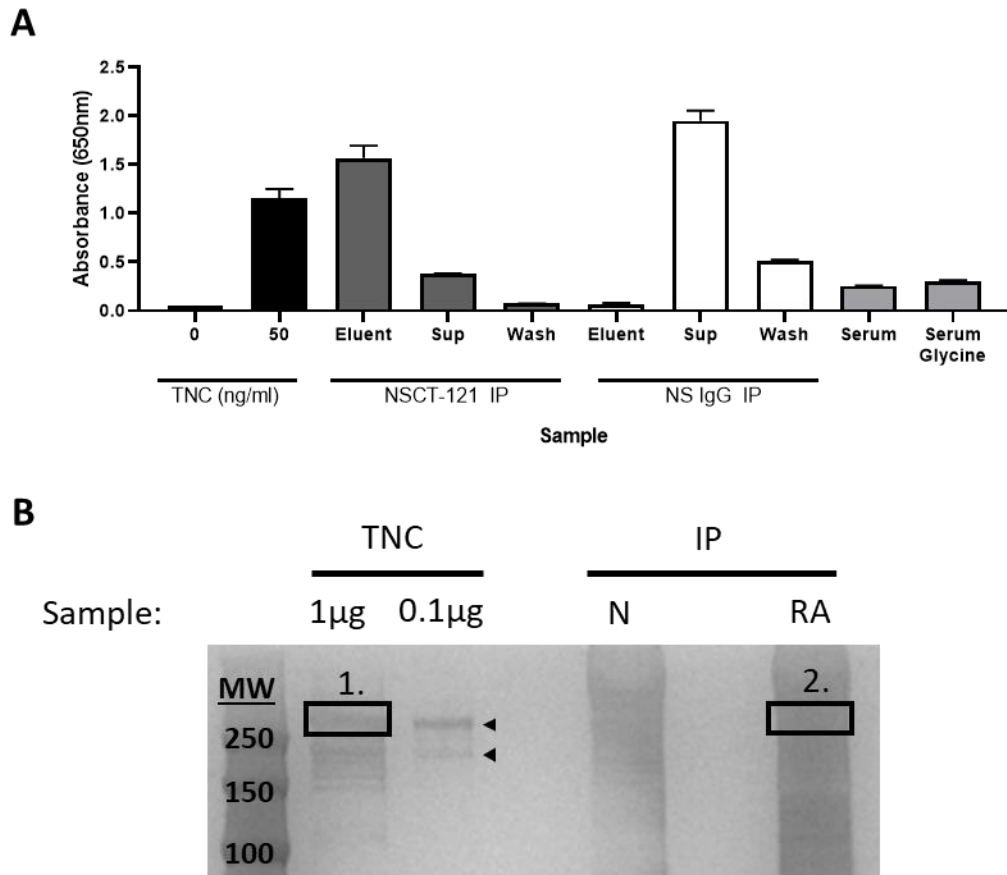 A
Absorbance (650nm)
2.5
2.0
1.5
1.0
0.5
0.0
0 50 Eluent Sup Wash Eluent Sup Wash Serum Serum
Glycine
TNC (ng/ml) NSCT-121 IP NS IgG IP
Sample
B
TNC IP
Sample: 1µg 0.1µg N RA
MW 1. 2.
250
150
100